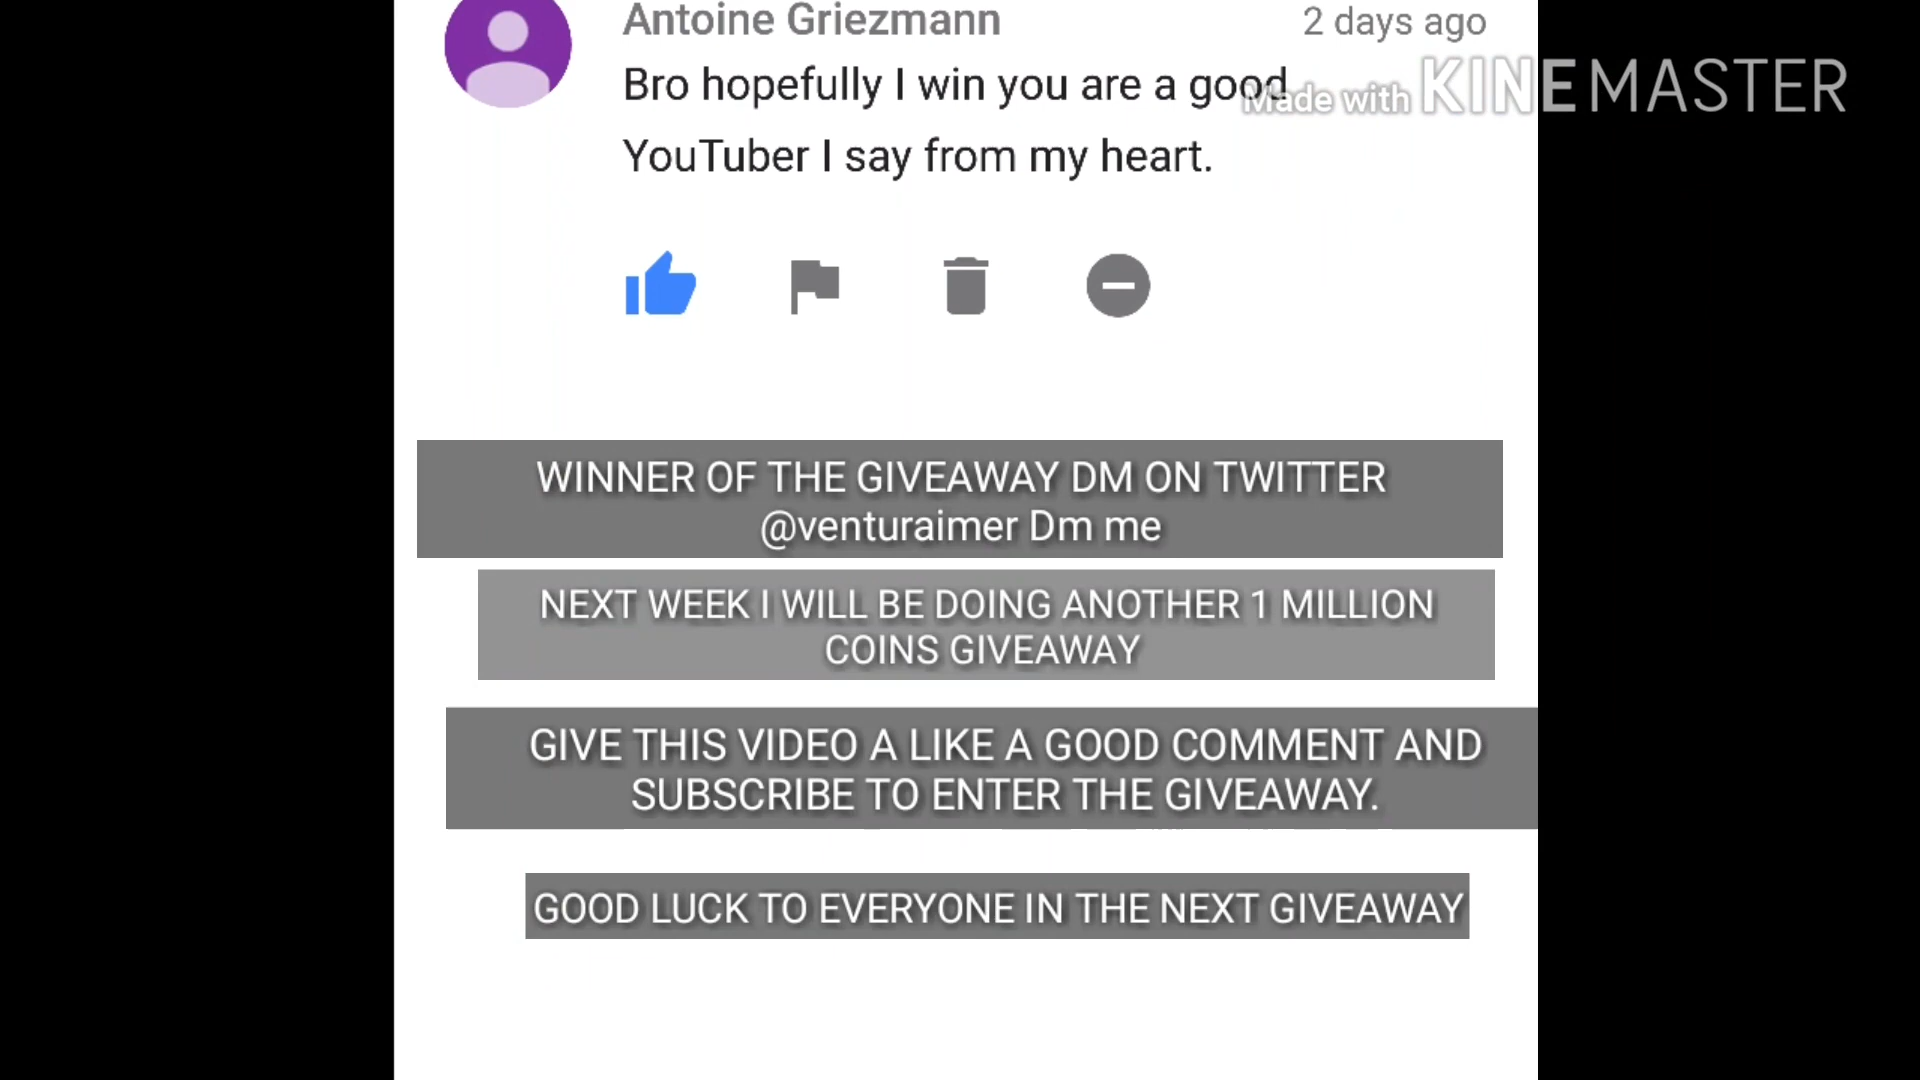 Antoine Griezmann 2 days ago
Bro hopefully I win you are a good
Made with KINEMASTER
YouTuber I say from my heart.
WINNER OF THE GIVEAWAY DM ON TWITTER
@venturaimer Dm me
NEXT WEEK I WILL BE DOING ANOTHER 1 MILLION
COINS GIVEAWAY
GIVE THIS VIDEO A LIKE A GOOD COMMENT AND
SUBSCRIBE TO ENTER THE GIVEAWAY.
GOOD LUCK TO EVERYONE IN THE NEXT GIVEAWAY